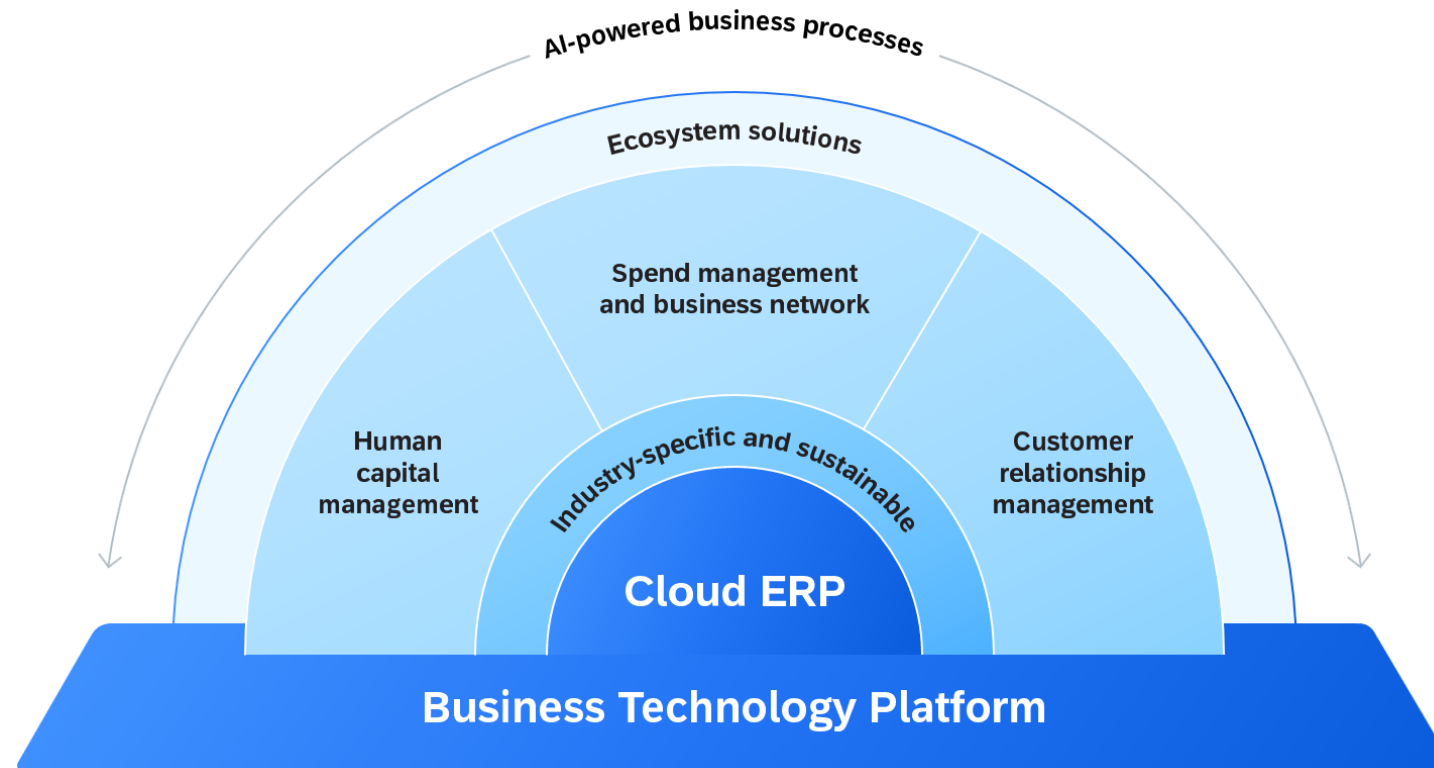 AI-powered business processes
Ecosystem solutions
Spend management
and business network
Human
capital
management
Customer
relationship
management
Industry-specific and sustainable
Cloud ERP
Business Technology Platform